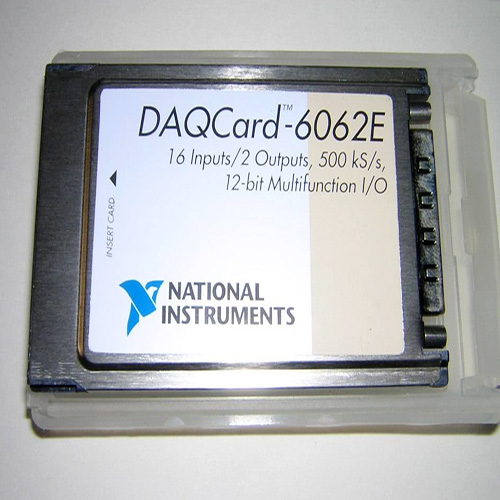 DAQCard™-6062E
16 Inputs/2 Outputs, 500 kS/s,
12-bit Multifunction I/O
INSERT CARD
NATIONAL
INSTRUMENTS